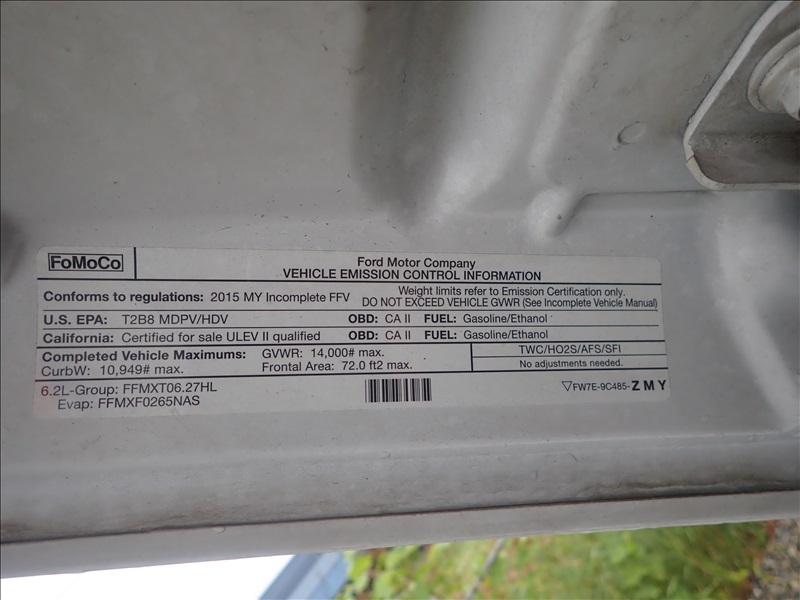 FoMoCo
Ford Motor Company
VEHICLE EMISSION CONTROL INFORMATION
Conforms to regulations: 2015 MY Incomplete FFV
Weight limits refer to Emission Certification only.
DO NOT EXCEED VEHICLE GVWR (See Incomplete Vehicle Manual)
U.S. EPA: T2B8 MDPV/HDV OBD: CA II FUEL: Gasoline/Ethanol
California: Certified for sale ULEV II qualified OBD: CA II FUEL: Gasoline/Ethanol
Completed Vehicle Maximums: GVWR: 14,000# max.
CurbW: 10,949# max. Frontal Area: 72.0 ft2 max.
TWC/HO2S/AFS/SFI
No adjustments needed.
6.2L-Group: FFMXT06.27HL
Evap: FFMXF0265NAS
▽FW7E-9C485-ZMY